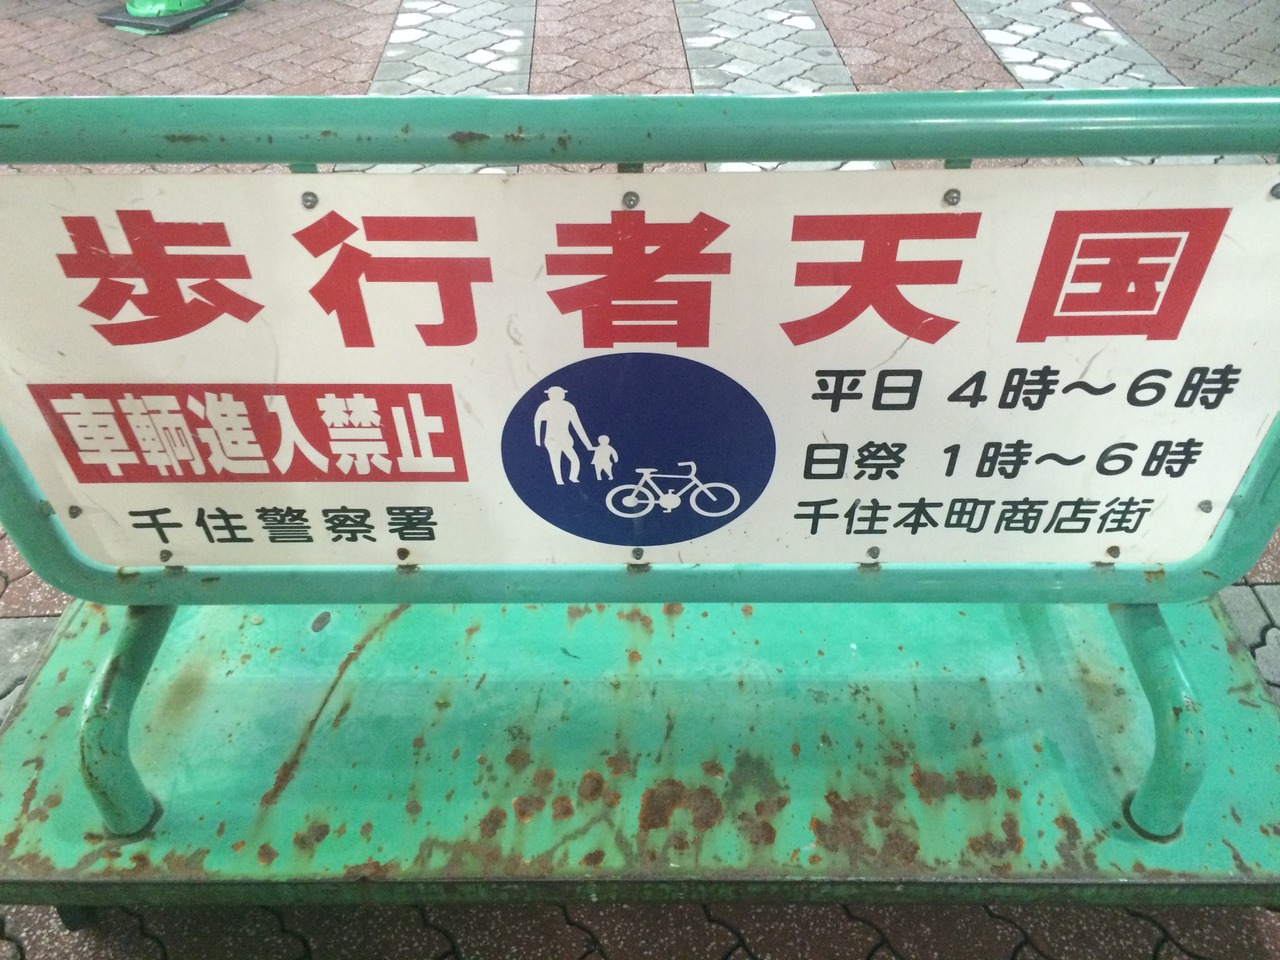 歩行者天国
車輌進入禁止
千住警察署
平日 4時〜6時
日祭 1時〜6時
千住本町商店街